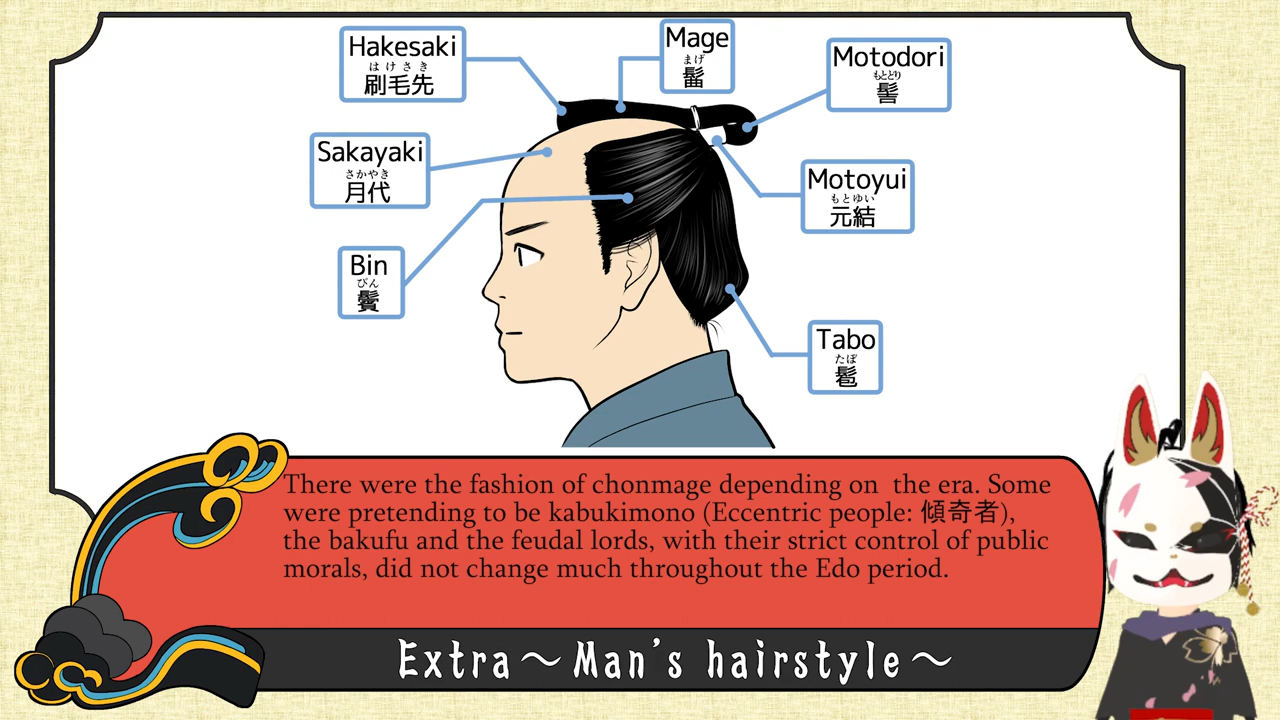 Hakesaki
はけさき
刷毛先
Mage
まげ
髷
Motodori
もとどり
髻
Sakayaki
さかやき
月代
Motoyui
もとゆい
元結
Bin
びん
鬢
Tabo
たぼ
髱
There were the fashion of chonmage depending on the era. Some
were pretending to be kabukimono (Eccentric people: 傾奇者),
the bakufu and the feudal lords, with their strict control of public
morals, did not change much throughout the Edo period.
Extra～Man's hairstyle～